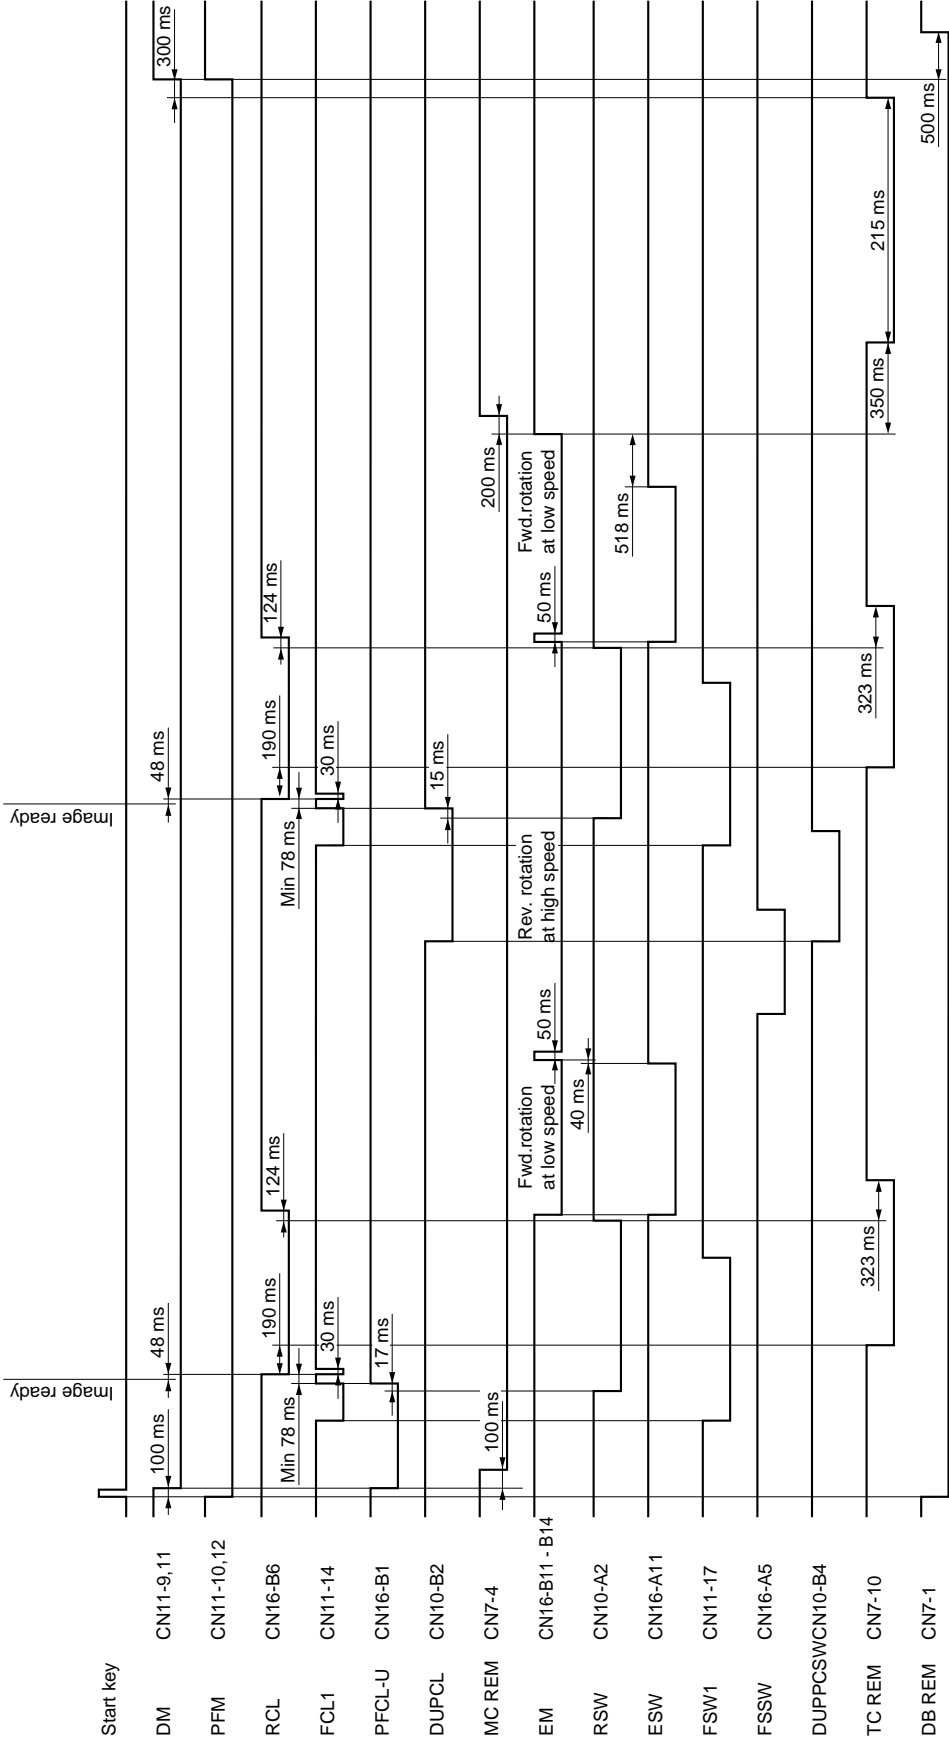 Start key
DM CN11-9,11
PFM CN11-10,12
RCL CN16-B6
FCL1 CN11-14
PFCL-U CN16-B1
DUPCL CN10-B2
MC REM CN7-4
EM CN16-B11 - B14
RSW CN10-A2
ESW CN16-A11
FSW1 CN11-17
FSSW CN16-A5
DUPPCSW CN10-B4
TC REM CN7-10
DB REM CN7-1
Image ready
Image ready
100 ms
48 ms
48 ms
300 ms
190 ms
124 ms
190 ms
124 ms
Min 78 ms
30 ms
Min 78 ms
30 ms
17 ms
15 ms
100 ms
200 ms
Fwd.rotation
at low speed
50 ms
Rev. rotation
at high speed
50 ms
Fwd.rotation
at low speed
40 ms
518 ms
323 ms
323 ms
350 ms
215 ms
500 ms